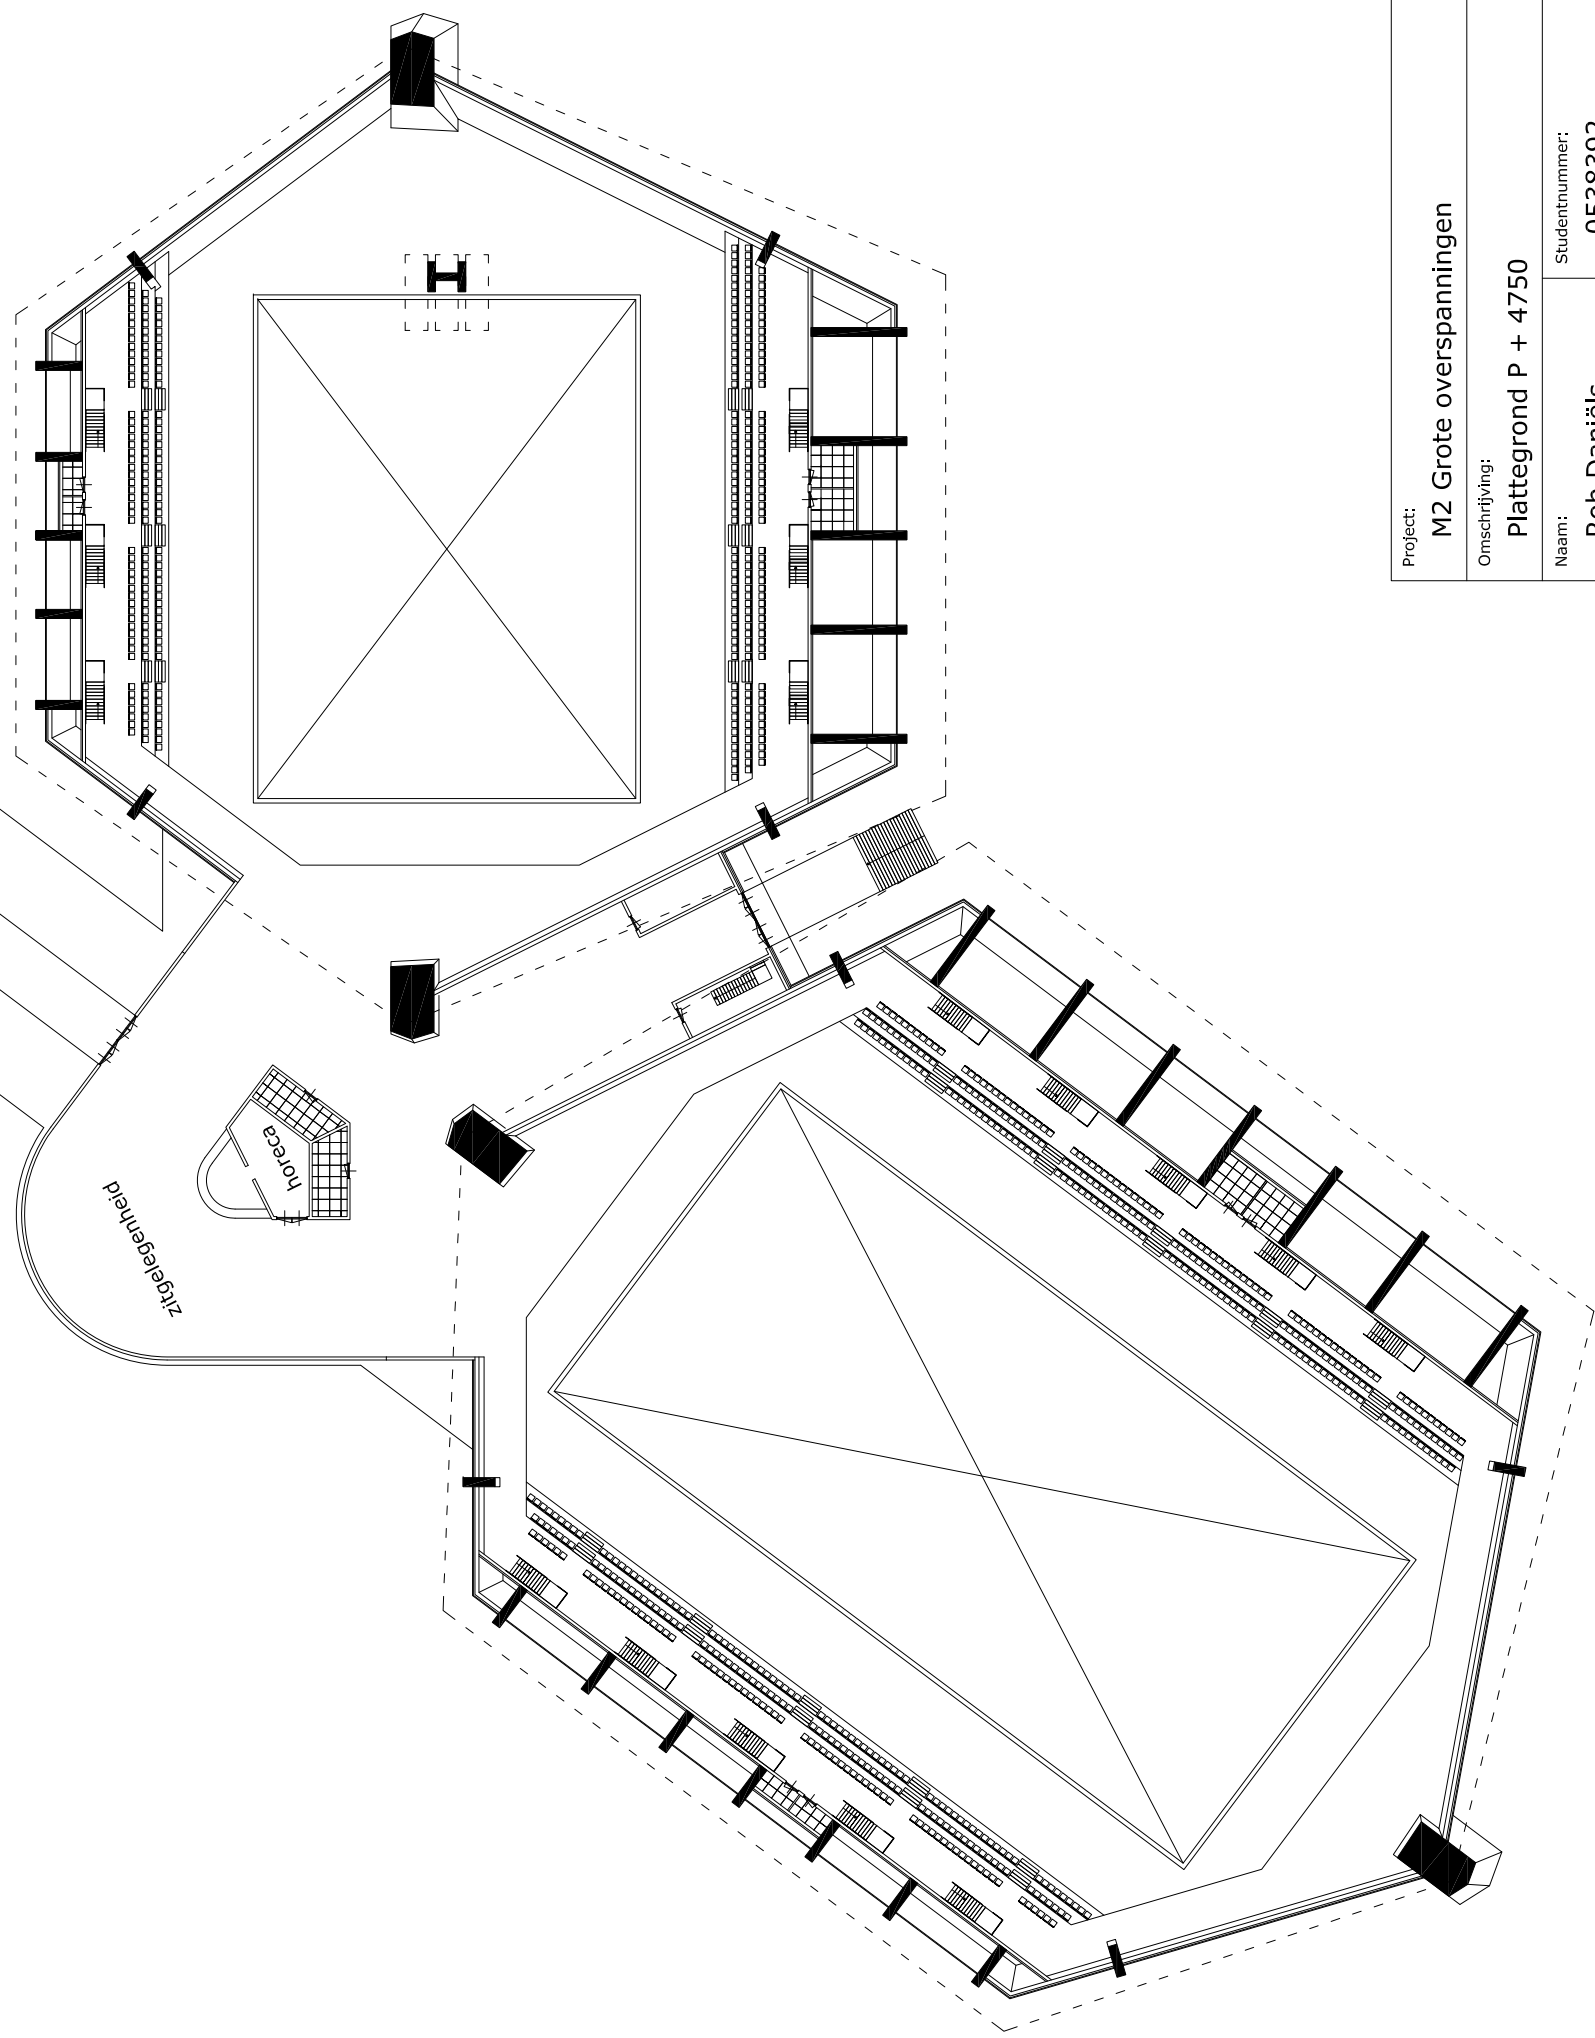 Project:
M2 Grote overspanningen
Omschrijving:
Plattegrond P + 4750
Naam:
Studentnummer:
horeca
zitgelegenheid